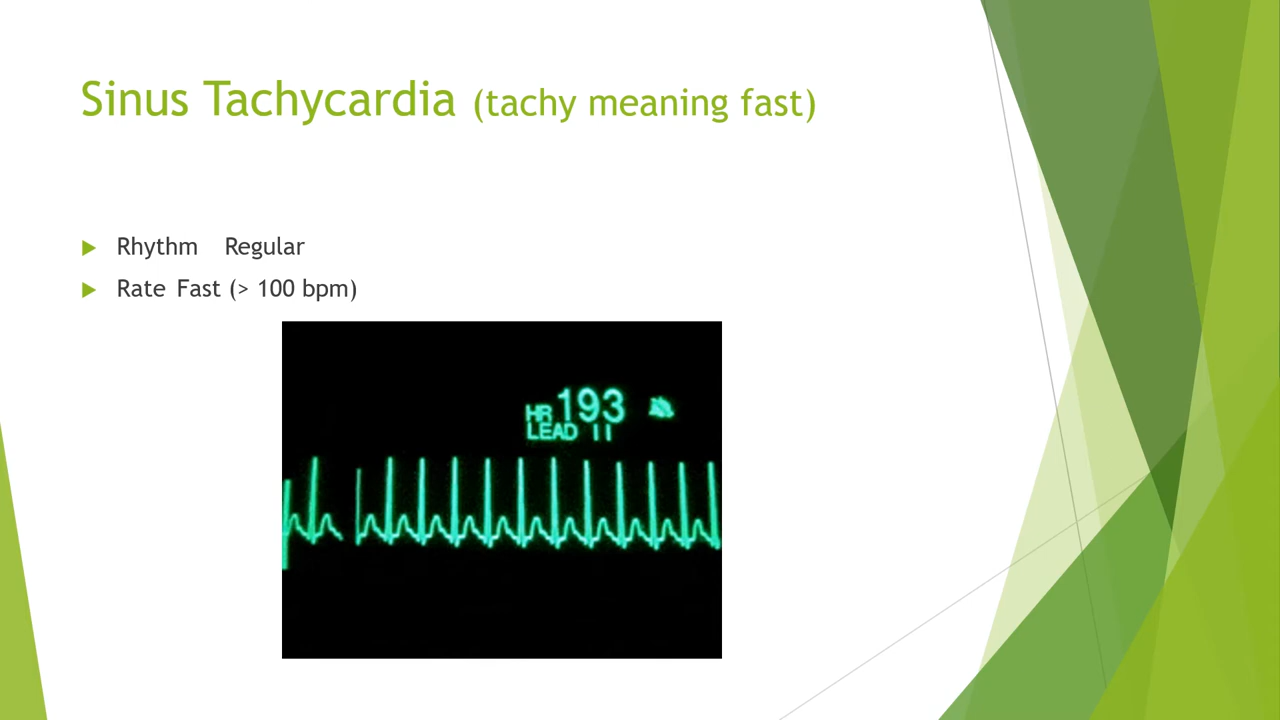 Sinus Tachycardia (tachy meaning fast)
Rhythm Regular
Rate Fast (> 100 bpm)
HR 193
LEAD II